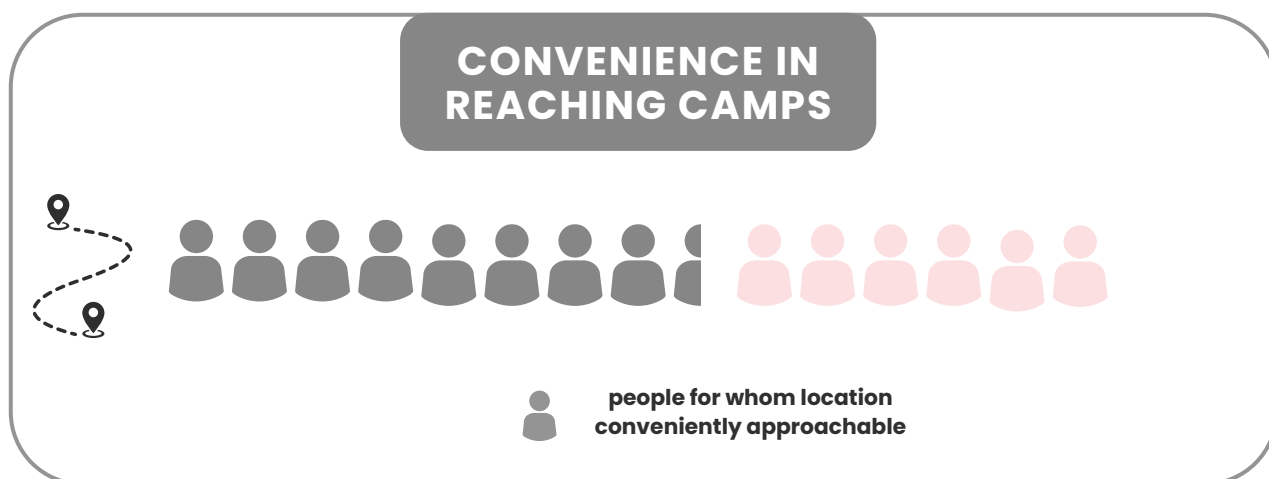 CONVENIENCE IN
REACHING CAMPS
people for whom location
conveniently approachable